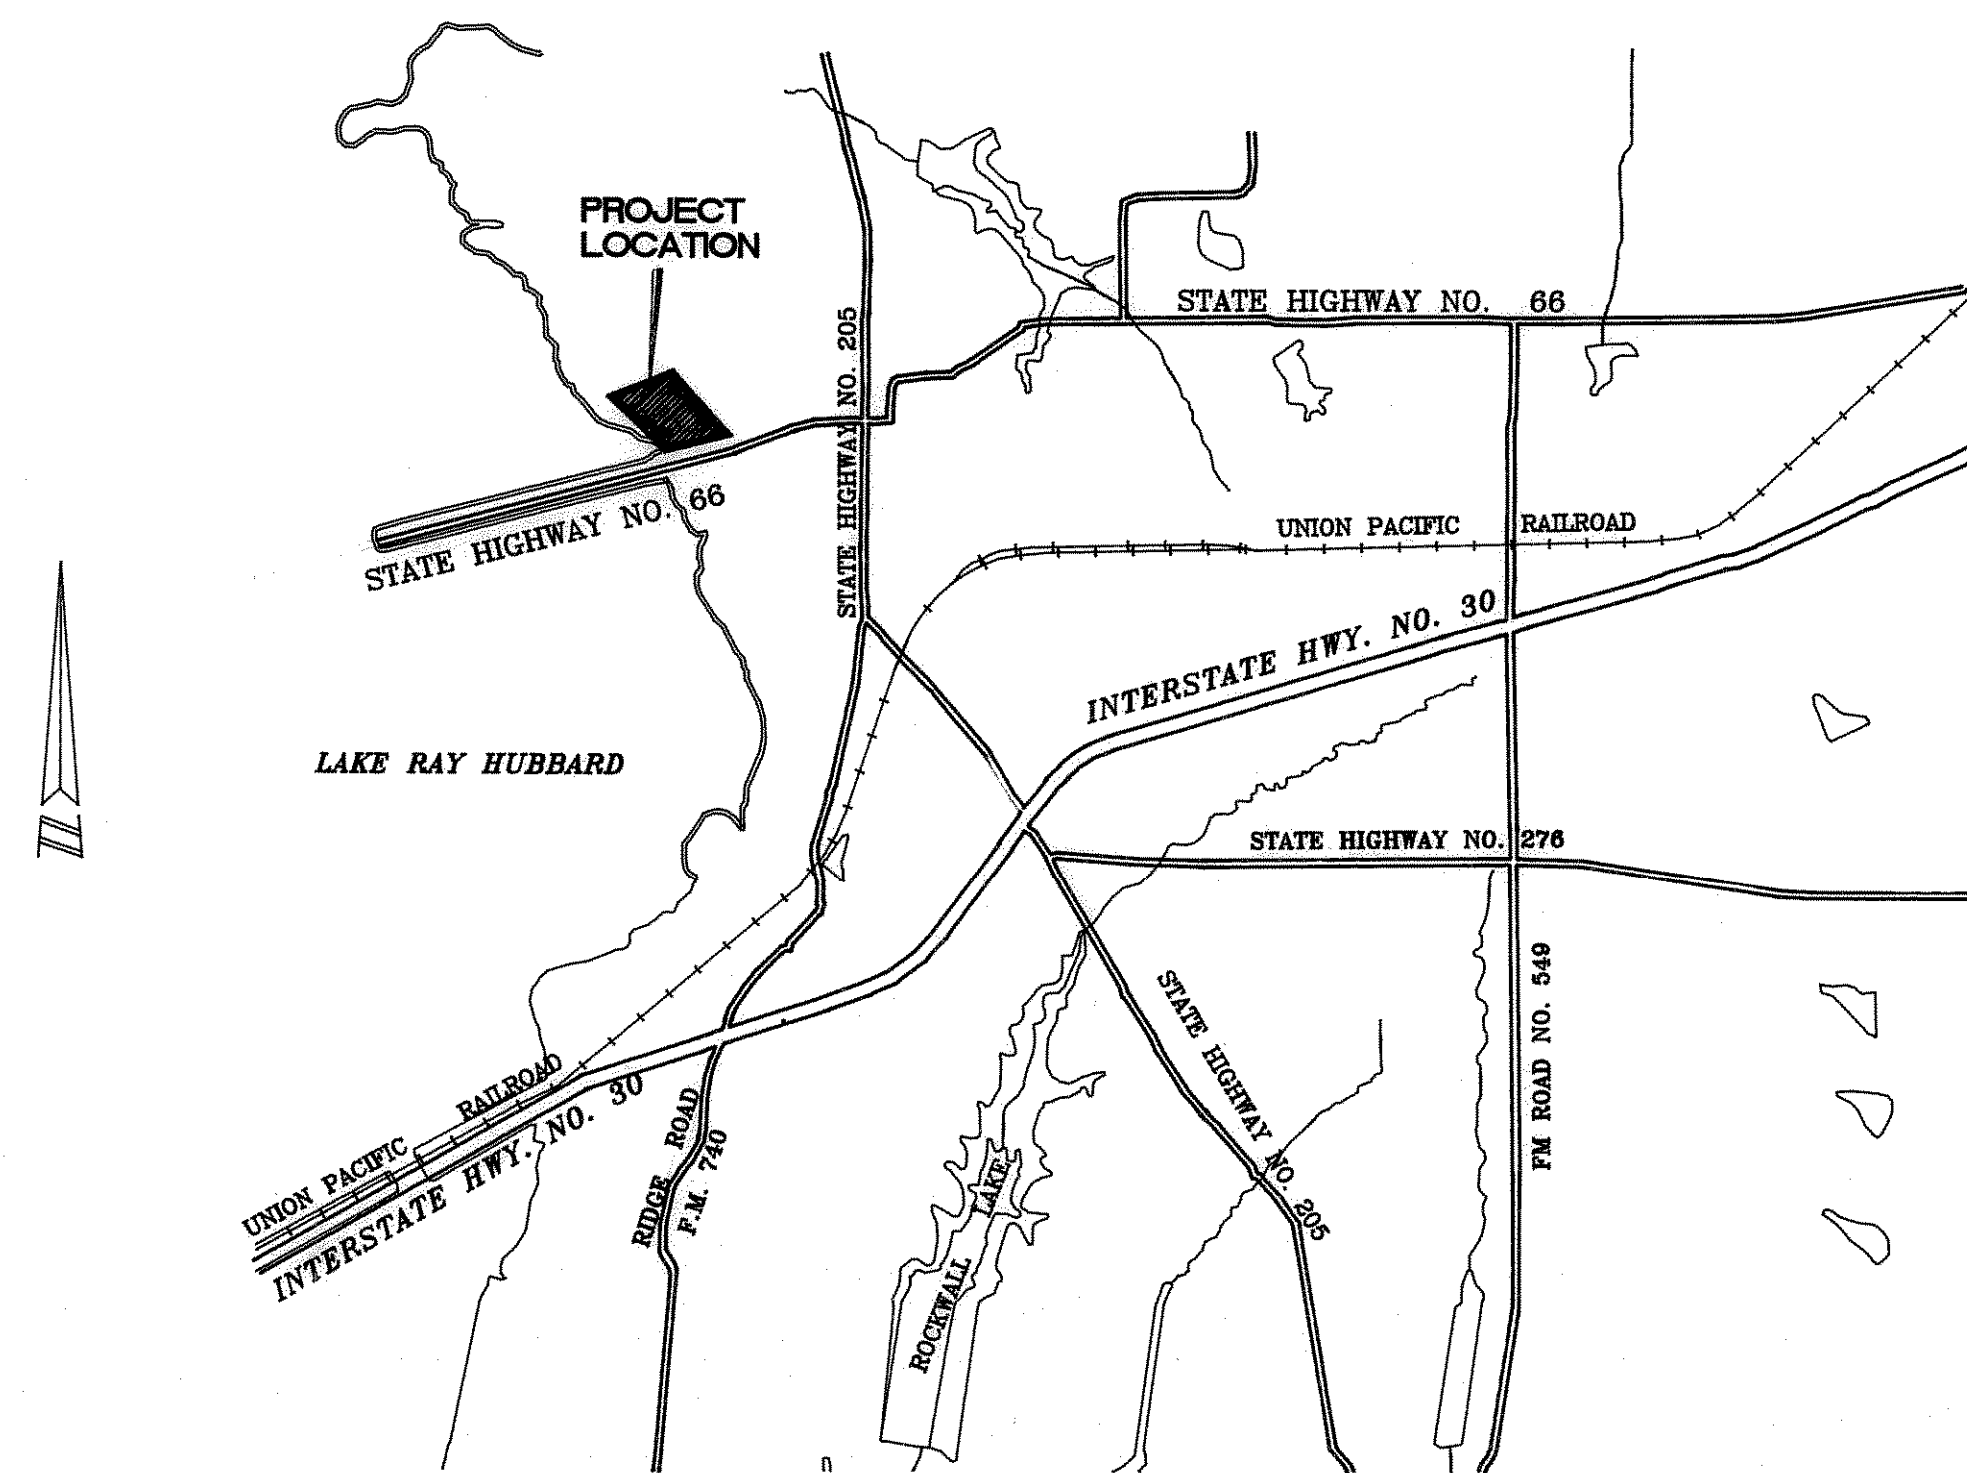 PROJECT
LOCATION
STATE HIGHWAY NO. 66
STATE HIGHWAY NO. 205
STATE HIGHWAY NO. 66
UNION PACIFIC RAILROAD
INTERSTATE HWY. NO. 30
LAKE RAY HUBBARD
STATE HIGHWAY NO. 276
FM ROAD NO. 549
STATE HIGHWAY NO. 205
UNION PACIFIC RAILROAD
INTERSTATE HWY. NO. 30
RIDGE ROAD
F.M. 740
ROCKWALL LAKE